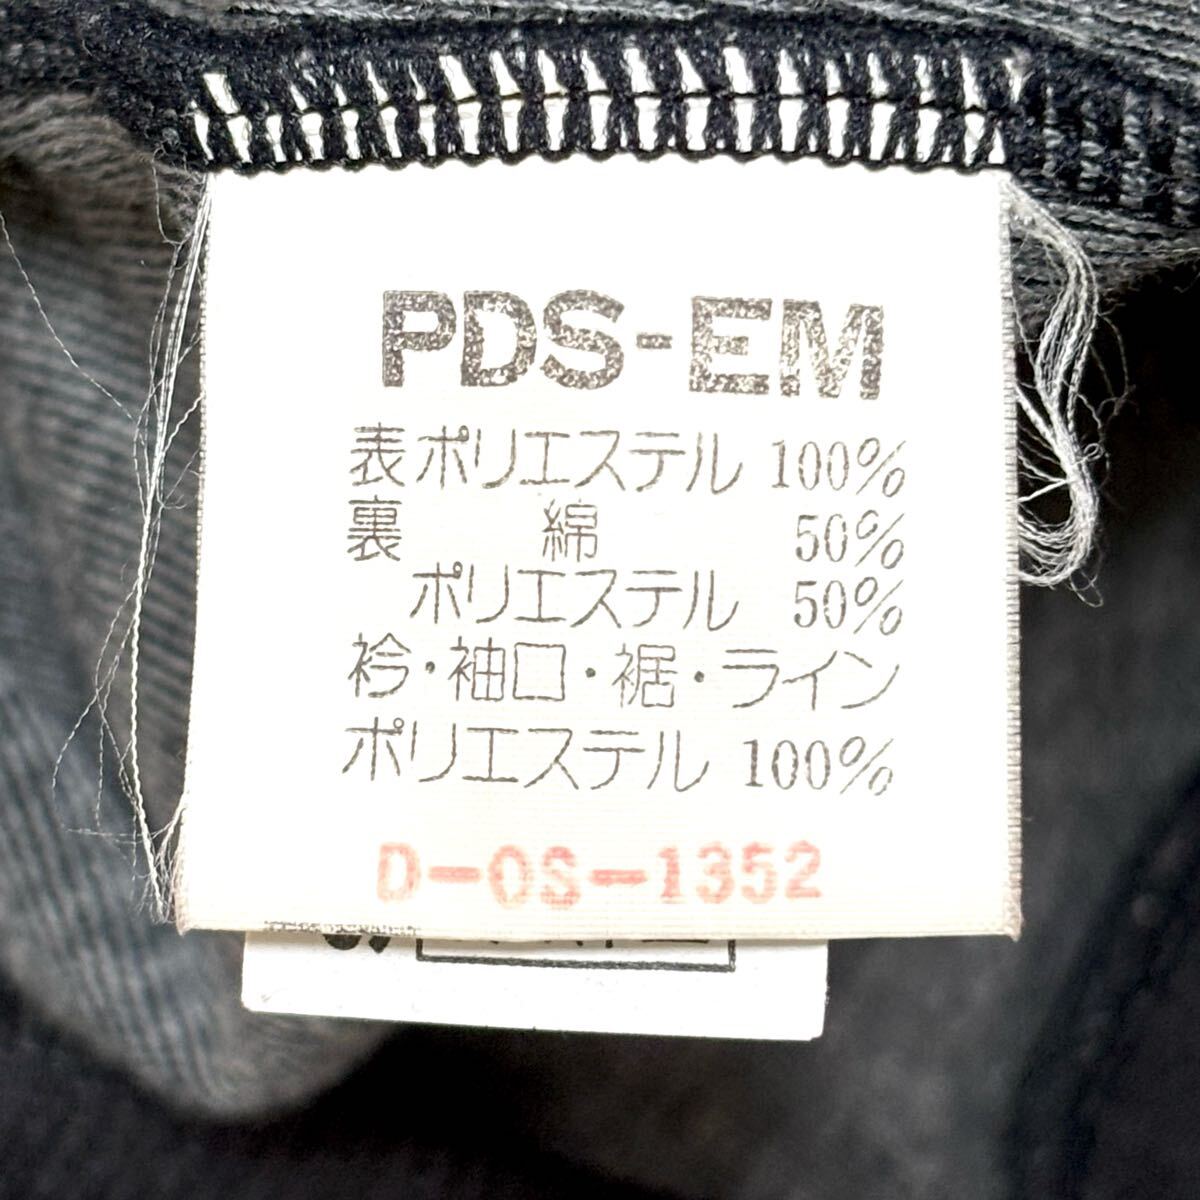 PDS-EM
表ポリエステル 100%
裏 綿 50%
ポリエステル 50%
衿・袖口・裾・ライン
ポリエステル 100%
D-OS-1352